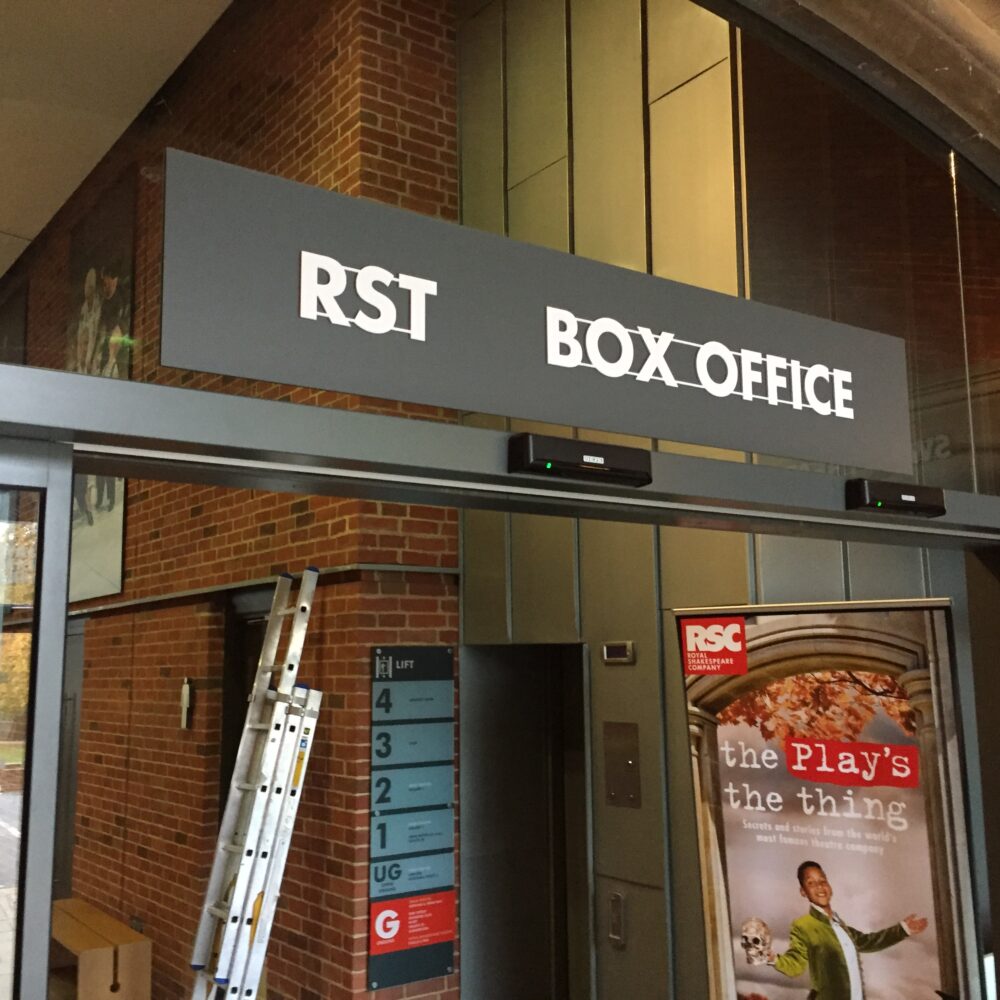 RST BOX OFFICE
LIFT
4
3
2
1
UG
G
RSC
ROYAL
SHAKESPEARE
COMPANY
the Play's
the thing
Secrets and stories from the world's
most famous theatre company